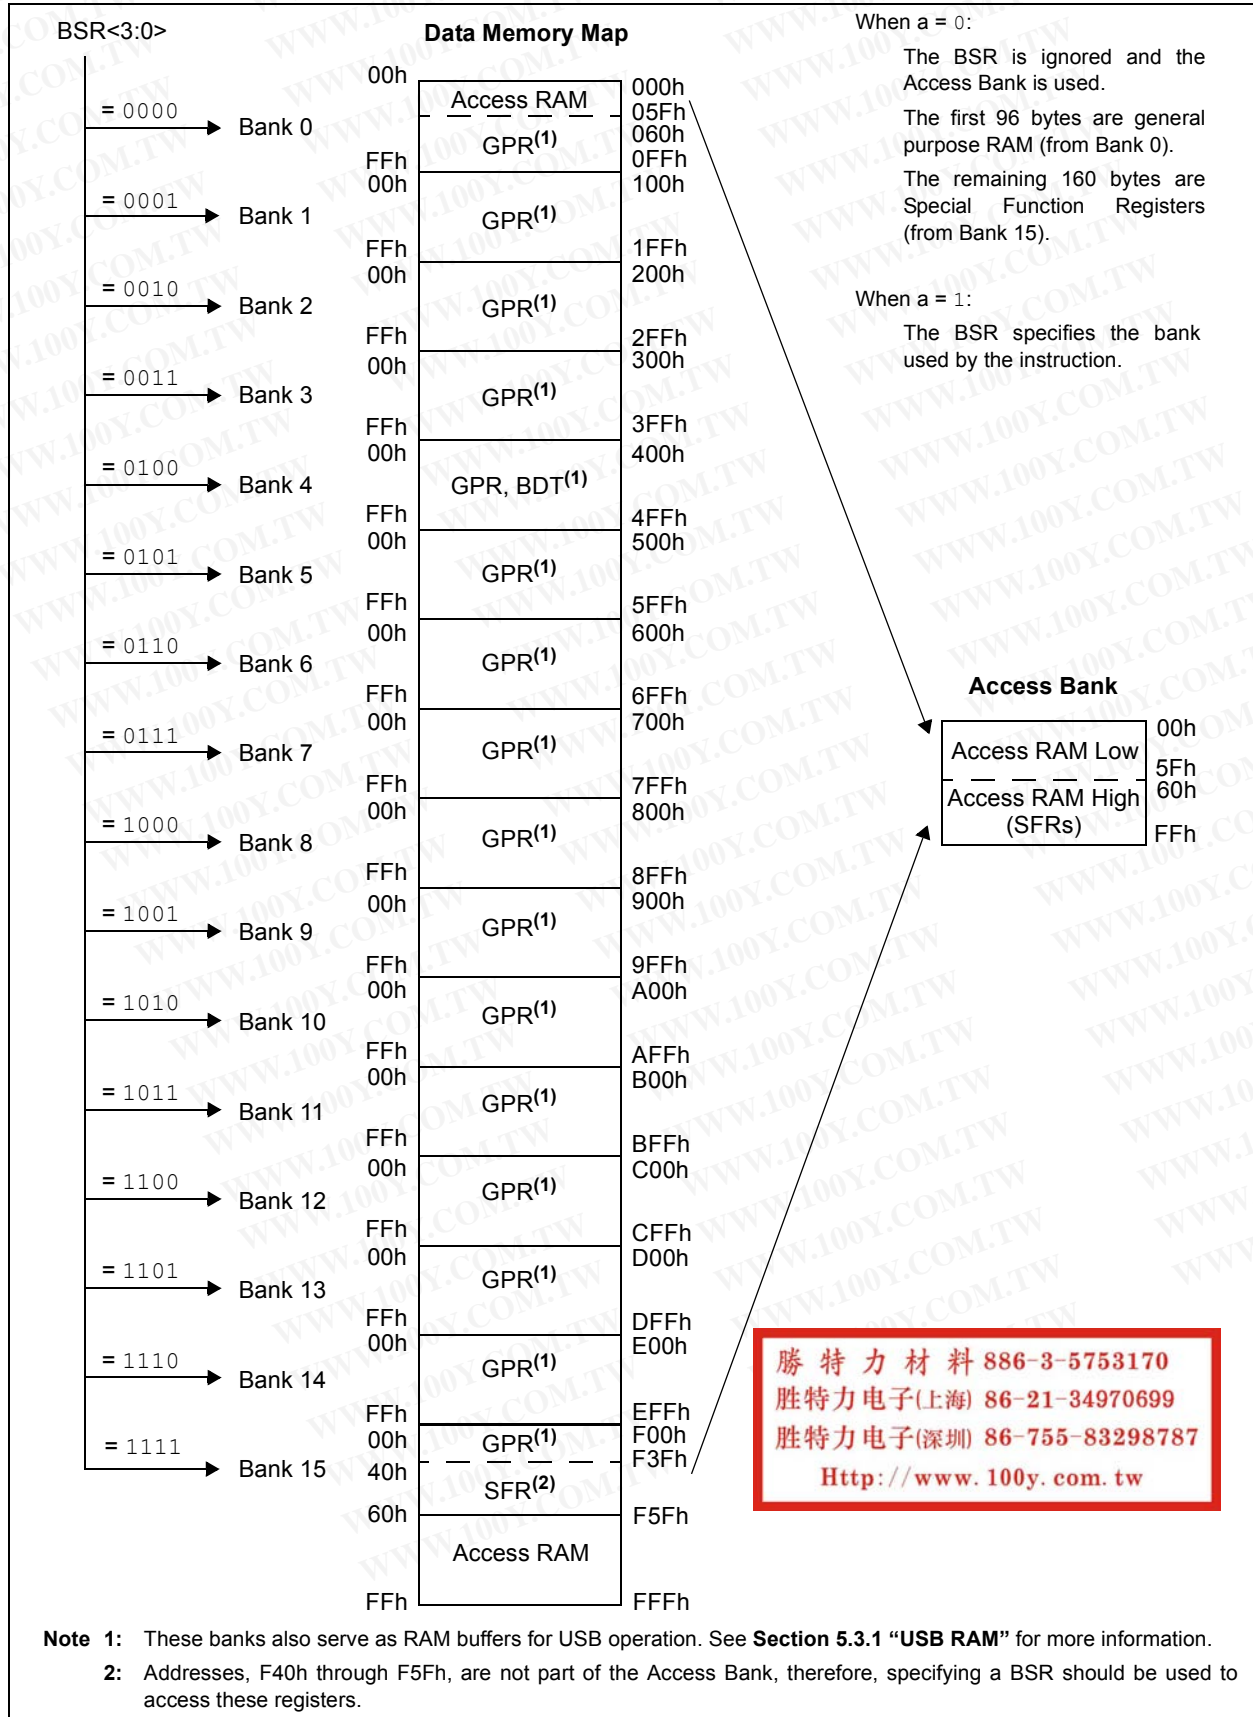 BSR<3:0>
Data Memory Map
When a = 0:
The BSR is ignored and the
Access Bank is used.
The first 96 bytes are general
purpose RAM (from Bank 0).
The remaining 160 bytes are
Special Function Registers
(from Bank 15).
When a = 1:
The BSR specifies the bank
used by the instruction.
= 0000
Bank 0
00h
FFh
Access RAM
GPR(1)
000h
05Fh
060h
0FFh
= 0001
Bank 1
00h
FFh
GPR(1)
100h
1FFh
= 0010
Bank 2
00h
FFh
GPR(1)
200h
2FFh
= 0011
Bank 3
00h
FFh
GPR(1)
300h
3FFh
= 0100
Bank 4
00h
FFh
GPR, BDT(1)
400h
4FFh
= 0101
Bank 5
00h
FFh
GPR(1)
500h
5FFh
= 0110
Bank 6
00h
FFh
GPR(1)
600h
6FFh
= 0111
Bank 7
00h
FFh
GPR(1)
700h
7FFh
= 1000
Bank 8
00h
FFh
GPR(1)
800h
8FFh
= 1001
Bank 9
00h
FFh
GPR(1)
900h
9FFh
= 1010
Bank 10
00h
FFh
GPR(1)
A00h
AFFh
= 1011
Bank 11
00h
FFh
GPR(1)
B00h
BFFh
= 1100
Bank 12
00h
FFh
GPR(1)
C00h
CFFh
= 1101
Bank 13
00h
FFh
GPR(1)
D00h
DFFh
= 1110
Bank 14
00h
FFh
GPR(1)
E00h
EFFh
= 1111
Bank 15
00h
40h
60h
FFh
GPR(1)
SFR(2)
Access RAM
F00h
F3Fh
F5Fh
FFFh
Access Bank
Access RAM Low
Access RAM High
(SFRs)
00h
5Fh
60h
FFh
勝 特 力 材 料 886-3-5753170
胜特力电子(上海) 86-21-34970699
胜特力电子(深圳) 86-755-83298787
Http://www.100y.com.tw
Note 1: These banks also serve as RAM buffers for USB operation. See Section 5.3.1 “USB RAM” for more information.
2: Addresses, F40h through F5Fh, are not part of the Access Bank, therefore, specifying a BSR should be used to
access these registers.
WWW.100Y.COM.TW